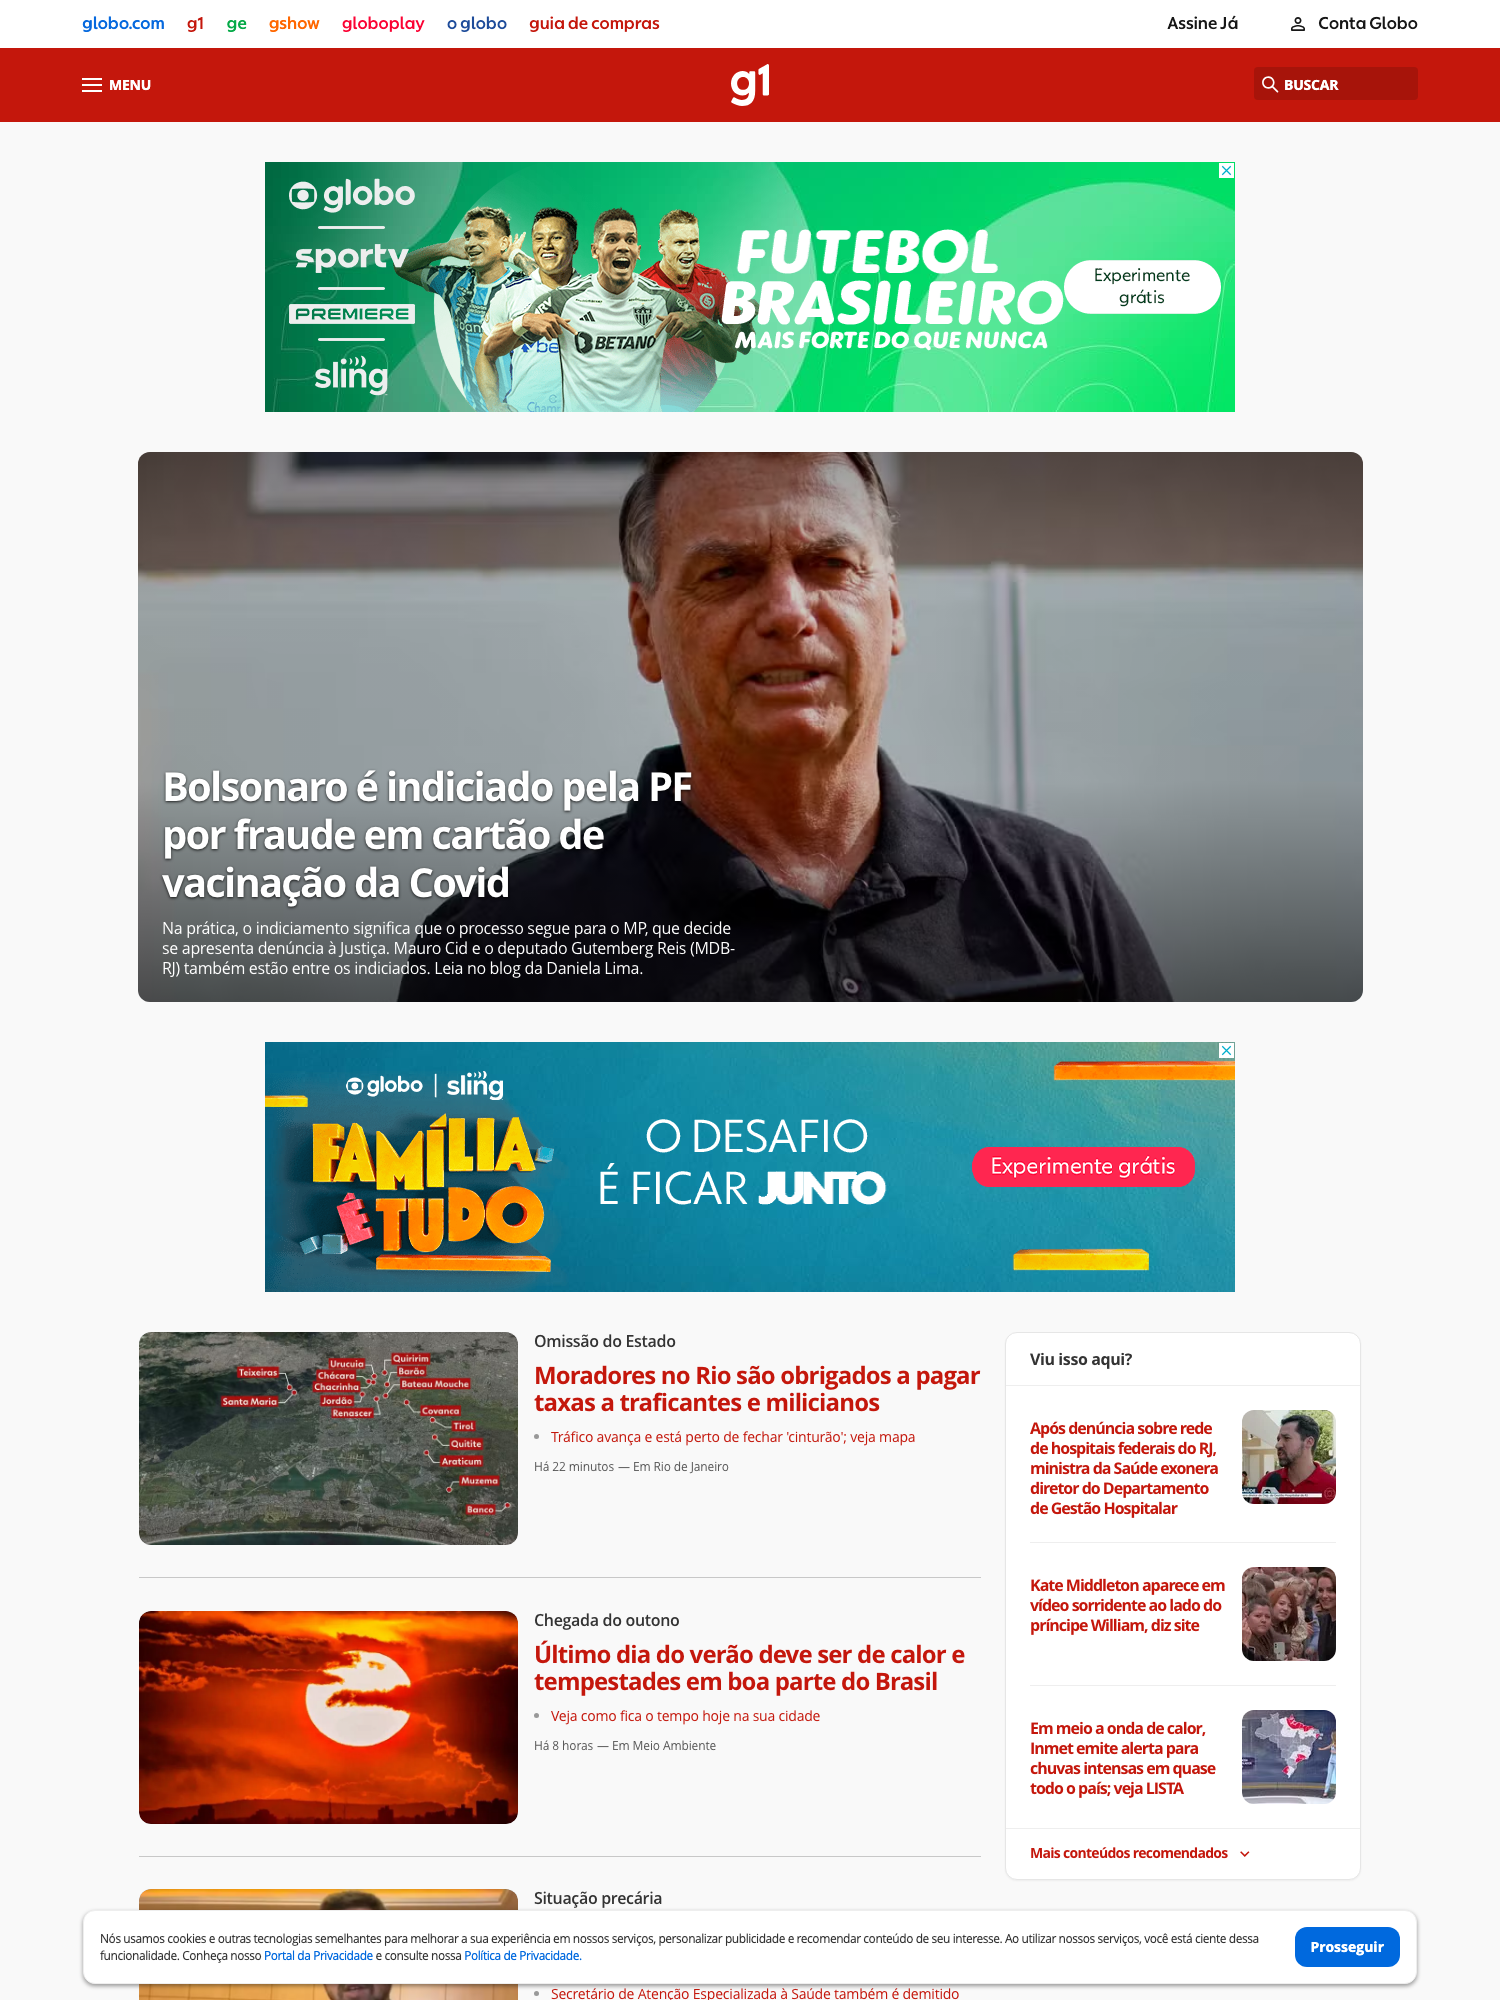 globo.com g1 ge gshow globoplay o globo guia de compras Assine Já Conta Globo
MENU g1 BUSCAR
globo
sportv
PREMIERE
sling
FUTEBOL
BRASILEIRO
MAIS FORTE DO QUE NUNCA
Experimente
grátis
BETANO
Bolsonaro é indiciado pela PF
por fraude em cartão de
vacinação da Covid
Na prática, o indiciamento significa que o processo segue para o MP, que decide
se apresenta denúncia à Justiça. Mauro Cid e o deputado Gutemberg Reis (MDB-
RJ) também estão entre os indiciados. Leia no blog da Daniela Lima.
globo | sling
FAMÍLIA
É TUDO
O DESAFIO
É FICAR JUNTO
Experimente grátis
Teixeiras
Santa Maria
Urucuia
Chácara
Chacrinha
Jordão
Renascer
Quiririm
Barão
Bateau Mouche
Covanca
Tirol
Quitite
Araticum
Muzema
Banco
Omissão do Estado
Moradores no Rio são obrigados a pagar
taxas a traficantes e milicianos
Tráfico avança e está perto de fechar 'cinturão'; veja mapa
Há 22 minutos — Em Rio de Janeiro
Chegada do outono
Último dia do verão deve ser de calor e
tempestades em boa parte do Brasil
Veja como fica o tempo hoje na sua cidade
Há 8 horas — Em Meio Ambiente
Situação precária
Viu isso aqui?
Após denúncia sobre rede
de hospitais federais do RJ,
ministra da Saúde exonera
diretor do Departamento
de Gestão Hospitalar
Kate Middleton aparece em
vídeo sorridente ao lado do
príncipe William, diz site
Em meio a onda de calor,
Inmet emite alerta para
chuvas intensas em quase
todo o país; veja LISTA
Mais conteúdos recomendados
Nós usamos cookies e outras tecnologias semelhantes para melhorar a sua experiência em nossos serviços, personalizar publicidade e recomendar conteúdo de seu interesse. Ao utilizar nossos serviços, você está ciente dessa
funcionalidade. Conheça nosso Portal da Privacidade e consulte nossa Política de Privacidade.
Prosseguir
Secretário de Atenção Especializada à Saúde também é demitido